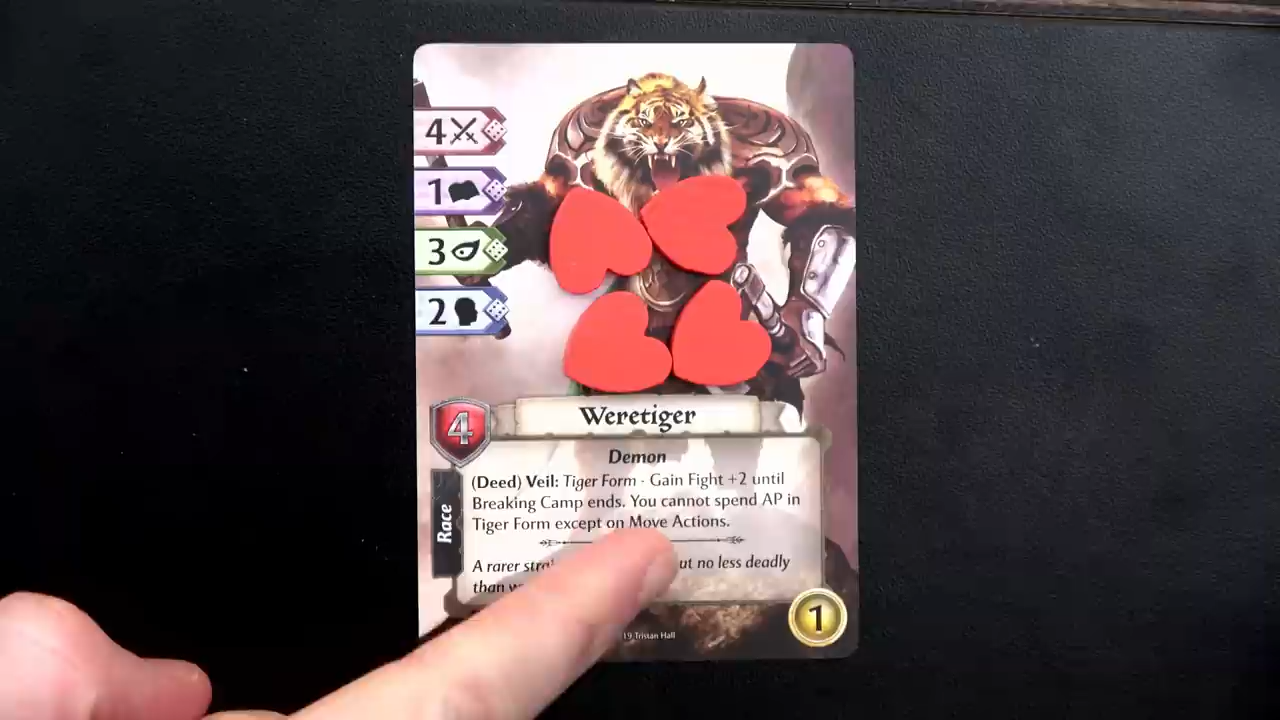 4
1
3
2
4
Weretiger
Demon
(Deed) Veil: Tiger Form - Gain Fight +2 until
Breaking Camp ends. You cannot spend AP in
Tiger Form except on Move Actions.
Race
A rarer no less deadly
than
1
19 Tristan Hall